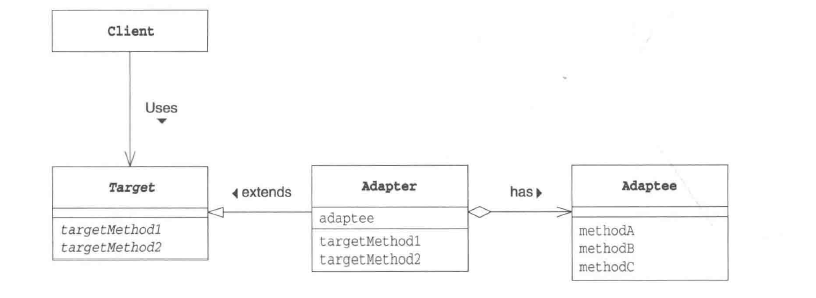 Client
Uses
Target
targetMethod1
targetMethod2
extends
Adapter
adaptee
targetMethod1
targetMethod2
has
Adaptee
methodA
methodB
methodC